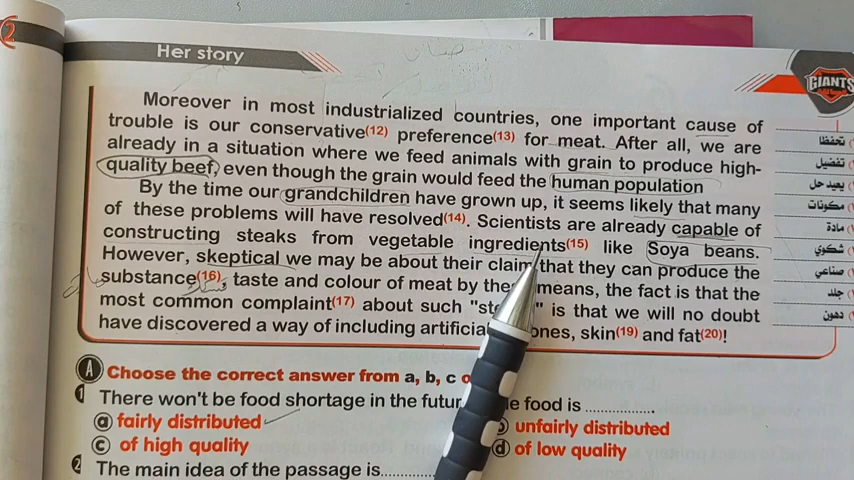 2
Her story
GIANTS
Moreover in most industrialized countries, one important cause of
trouble is our conservative(12) preference(13) for meat. After all, we are
already in a situation where we feed animals with grain to produce high-
quality beef, even though the grain would feed the human population
By the time our grandchildren have grown up, it seems likely that many
of these problems will have resolved(14). Scientists are already capable of
constructing steaks from vegetable ingredients(15) like Soya beans.
However, skeptical we may be about their claim that they can produce the
substance(16), taste and colour of meat by the means, the fact is that the
most common complaint(17) about such "st " is that we will no doubt
have discovered a way of including artificia ones, skin(19) and fat(20)!
تحفظا
تفضيل
يعيد حل
مكونات
مادة
شكوي
صناعي
جلد
دهون
A Choose the correct answer from a, b, c o
1 There won't be food shortage in the futur e food is ..............
a fairly distributed
b unfairly distributed
c of high quality
d of low quality
2 The main idea of the passage is..........